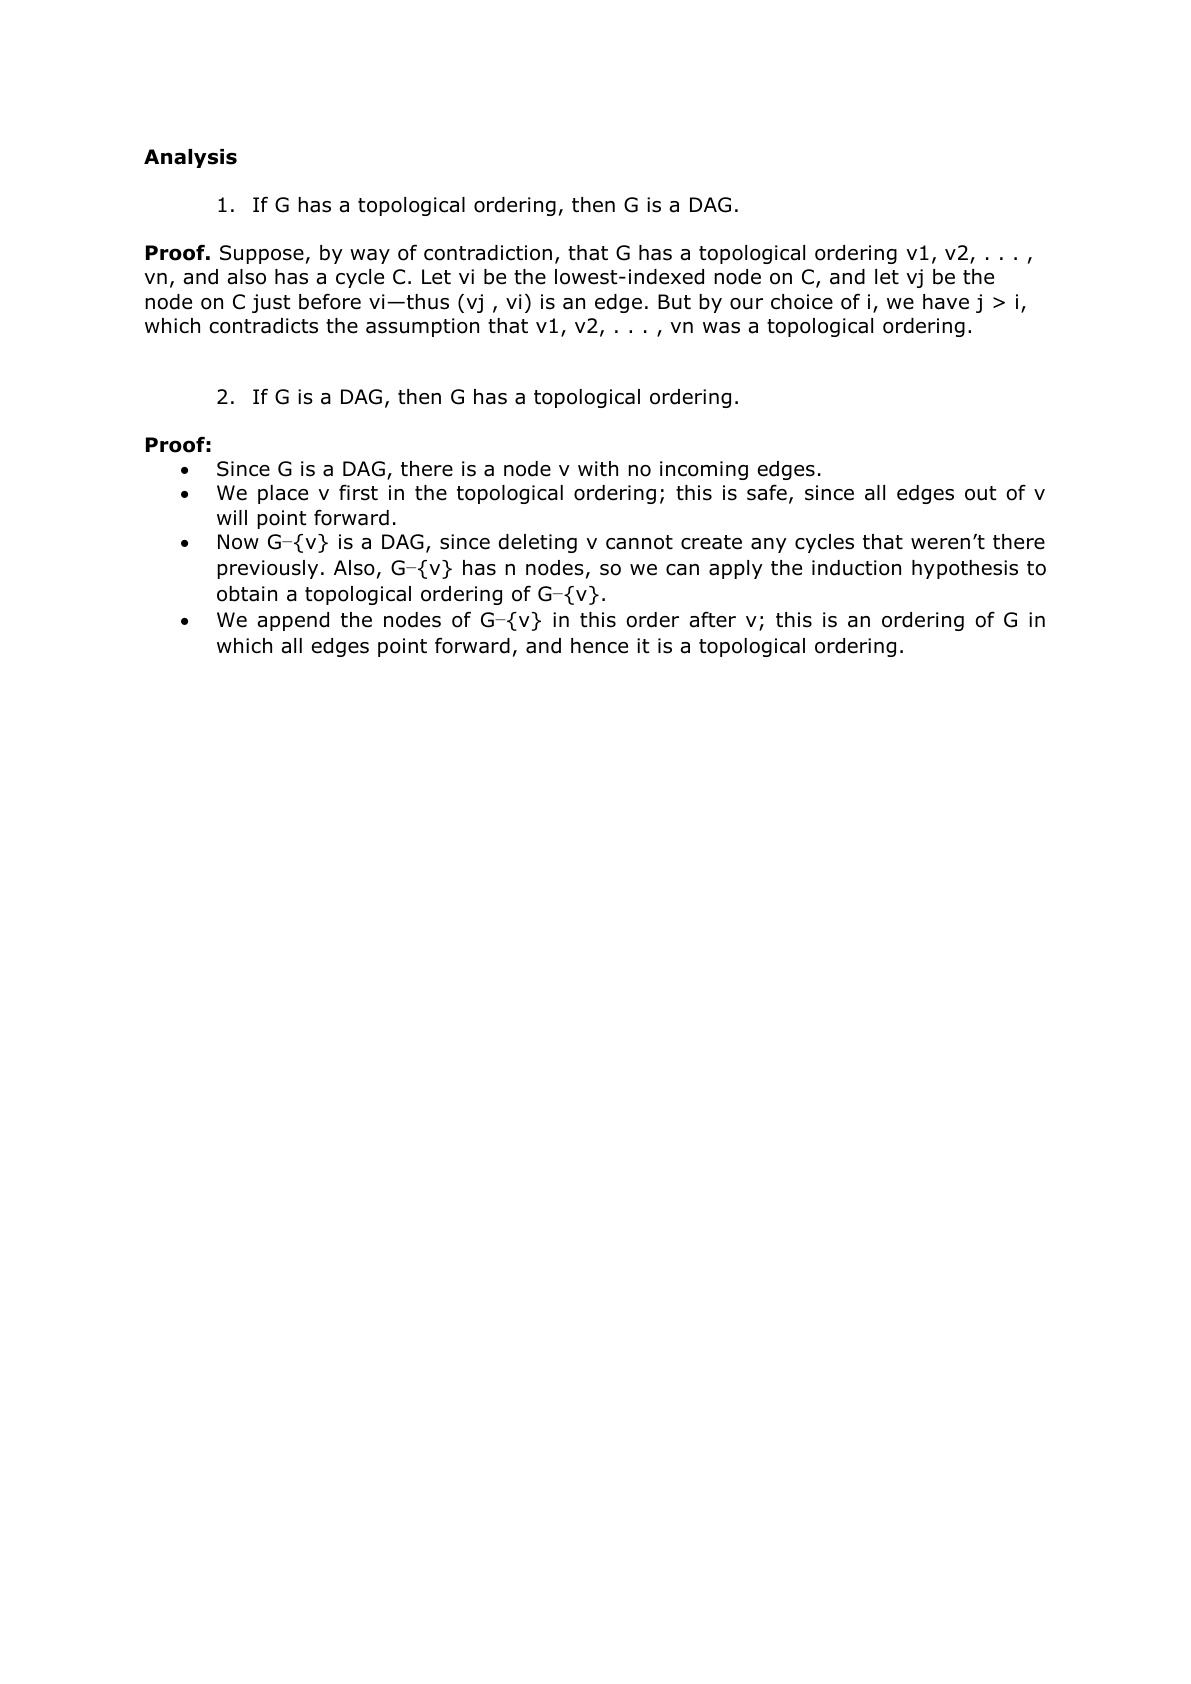 Analysis
1. If G has a topological ordering, then G is a DAG.
Proof. Suppose, by way of contradiction, that G has a topological ordering v1, v2, . . . ,
vn, and also has a cycle C. Let vi be the lowest-indexed node on C, and let vj be the
node on C just before vi—thus (vj , vi) is an edge. But by our choice of i, we have j > i,
which contradicts the assumption that v1, v2, . . . , vn was a topological ordering.
2. If G is a DAG, then G has a topological ordering.
Proof:
• Since G is a DAG, there is a node v with no incoming edges.
• We place v first in the topological ordering; this is safe, since all edges out of v
will point forward.
• Now G−{v} is a DAG, since deleting v cannot create any cycles that weren’t there
previously. Also, G−{v} has n nodes, so we can apply the induction hypothesis to
obtain a topological ordering of G−{v}.
• We append the nodes of G−{v} in this order after v; this is an ordering of G in
which all edges point forward, and hence it is a topological ordering.